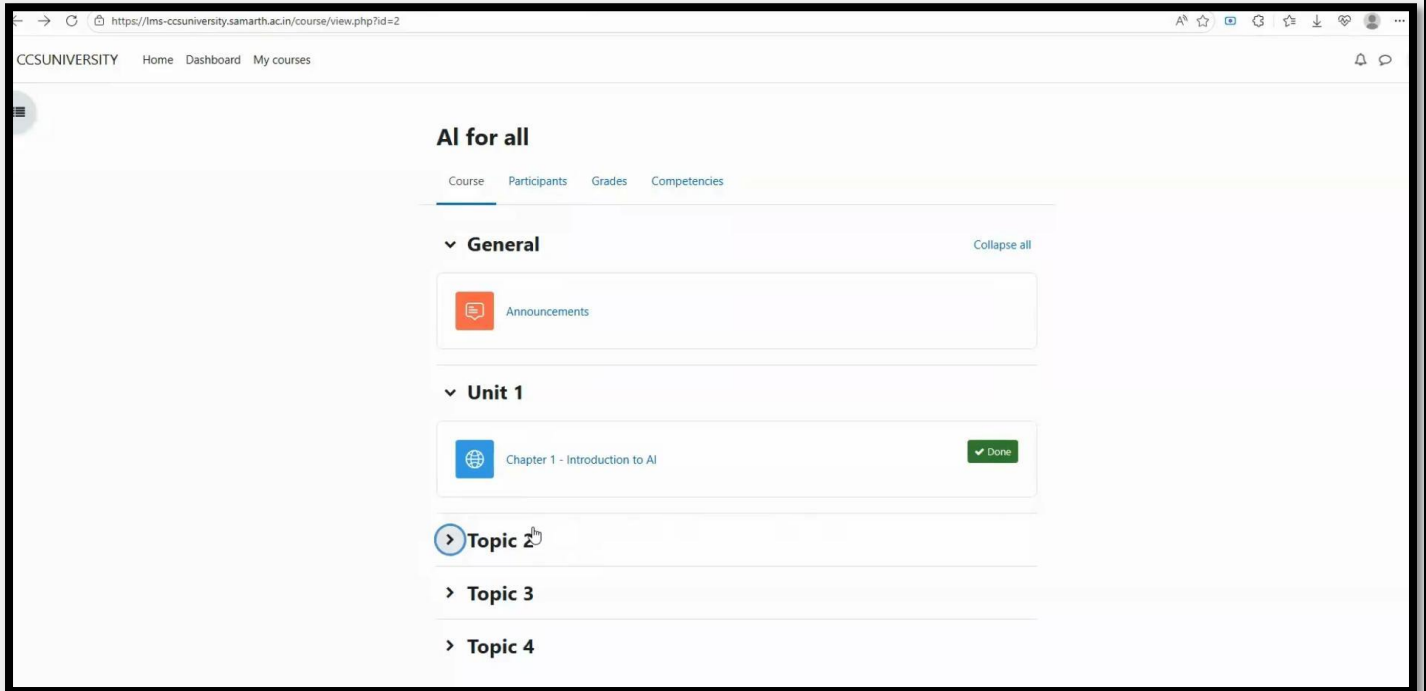 https://lms-ccsuniversity.samarth.ac.in/course/view.php?id=2
CCSUNIVERSITY Home Dashboard My courses
AI for all
Course Participants Grades Competencies
General Collapse all
Announcements
Unit 1
Chapter 1 - Introduction to AI Done
Topic 2
Topic 3
Topic 4